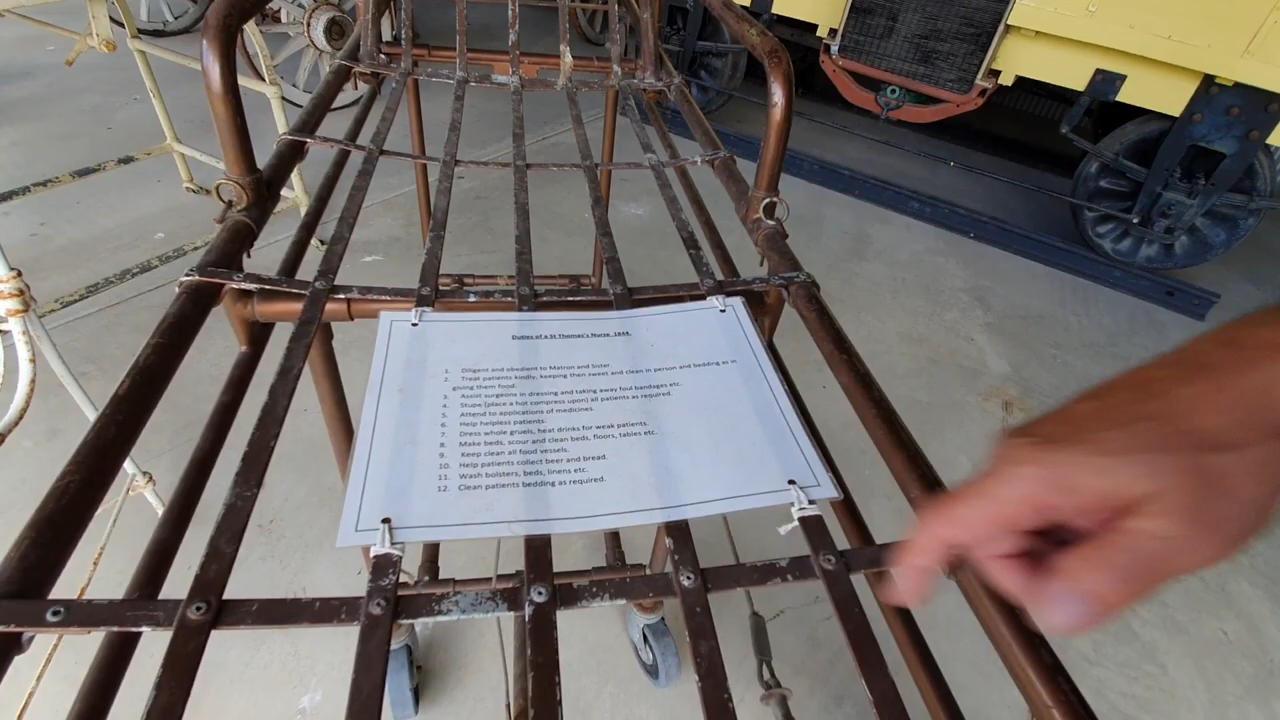 Duties of a St Thomas's Nurse 1844.
1. Diligent and obedient to Matron and Sister.
2. Treat patients kindly, keeping then sweet and clean in person and bedding as in
giving them food.
3. Assist surgeons in dressing and taking away foul bandages etc.
4. Stupe (place a hot compress upon) all patients as required.
5. Attend to applications of medicines.
6. Help helpless patients.
7. Dress whole gruels, heat drinks for weak patients.
8. Make beds, scour and clean beds, floors, tables etc.
9. Keep clean all food vessels.
10. Help patients collect beer and bread.
11. Wash bolsters, beds, linens etc.
12. Clean patients bedding as required.